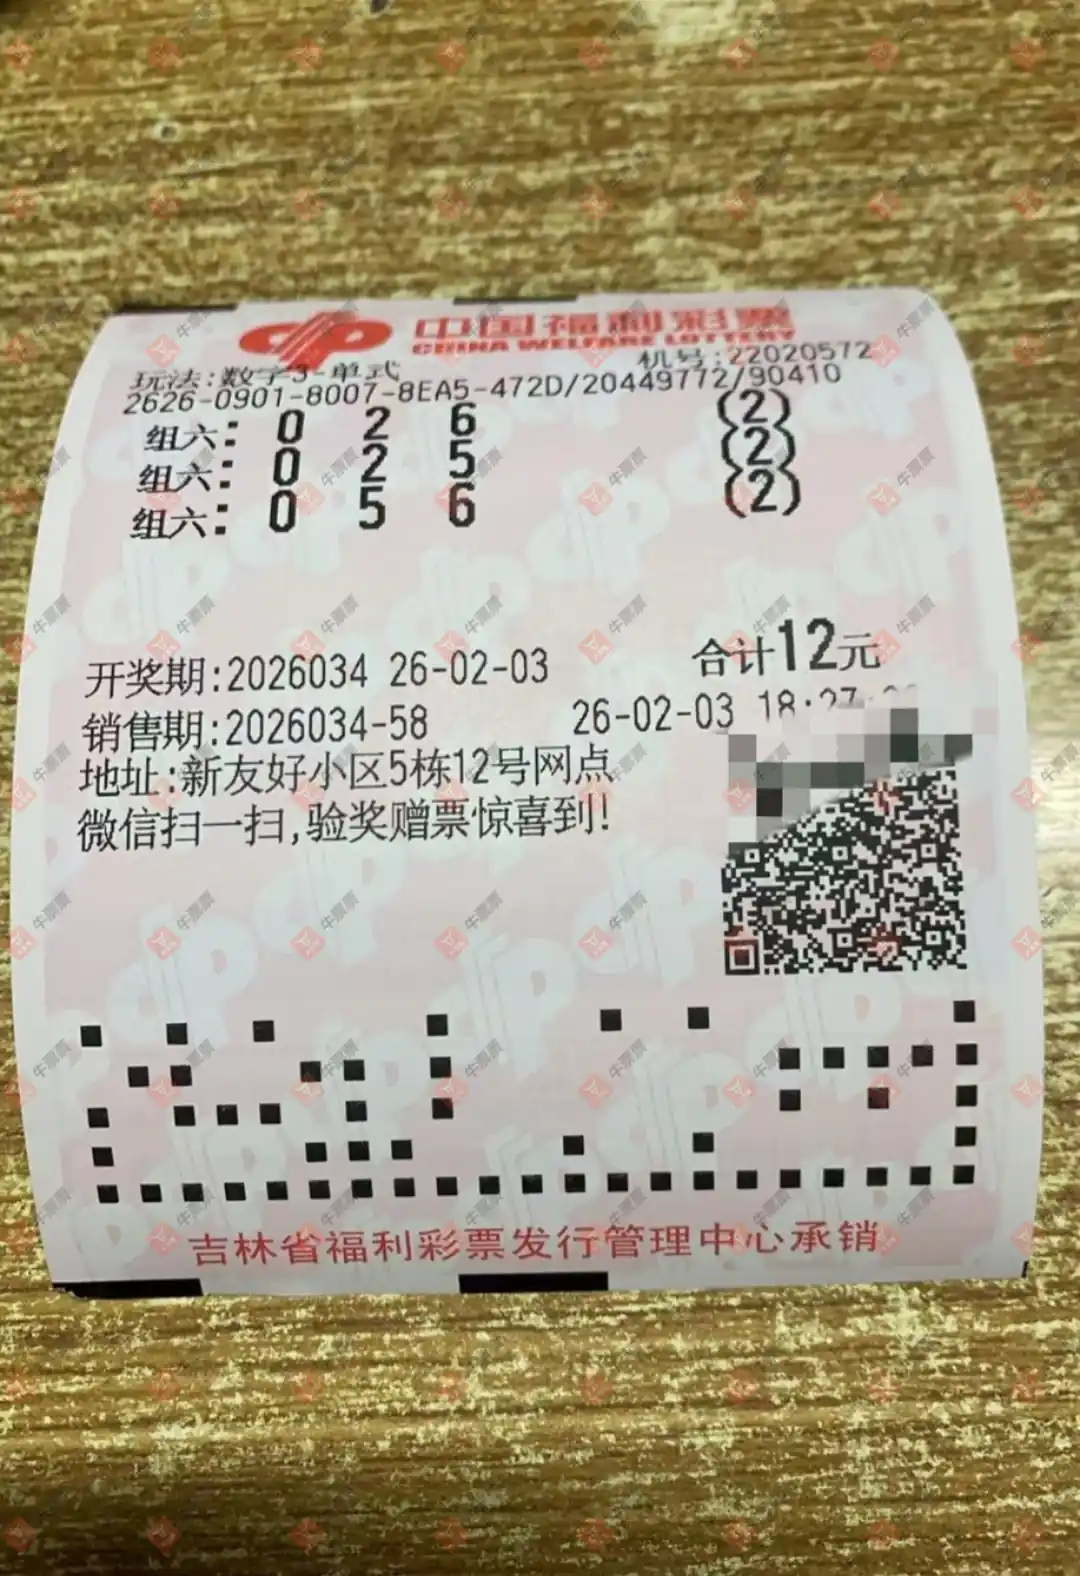 中国福利彩票
CHINA WELFARE LOTTERY
玩法:数字3-单式 机号:22020572
2626-0901-8007-8EA5-472D/20449772/90410
组六: 0 2 6 (2)
组六: 0 2 5 (2)
组六: 0 5 6 (2)
合计12元
开奖期:2026034 26-02-03
销售期:2026034-58 26-02-03 18:27:
地址:新友好小区5栋12号网点
微信扫一扫,验奖赠票惊喜到!
吉林省福利彩票发行管理中心承销
牛票票